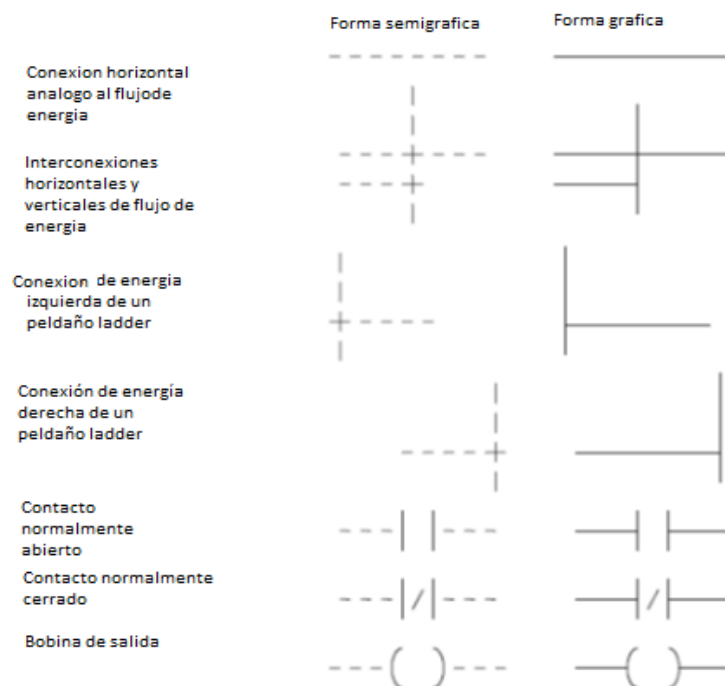 Forma semigrafica
Forma grafica
Conexion horizontal
analogo al flujode
energia
Interconexiones
horizontales y
verticales de flujo de
energia
Conexion de energia
izquierda de un
peldaño ladder
Conexión de energía
derecha de un
peldaño ladder
Contacto
normalmente
abierto
Contacto normalmente
cerrado
Bobina de salida